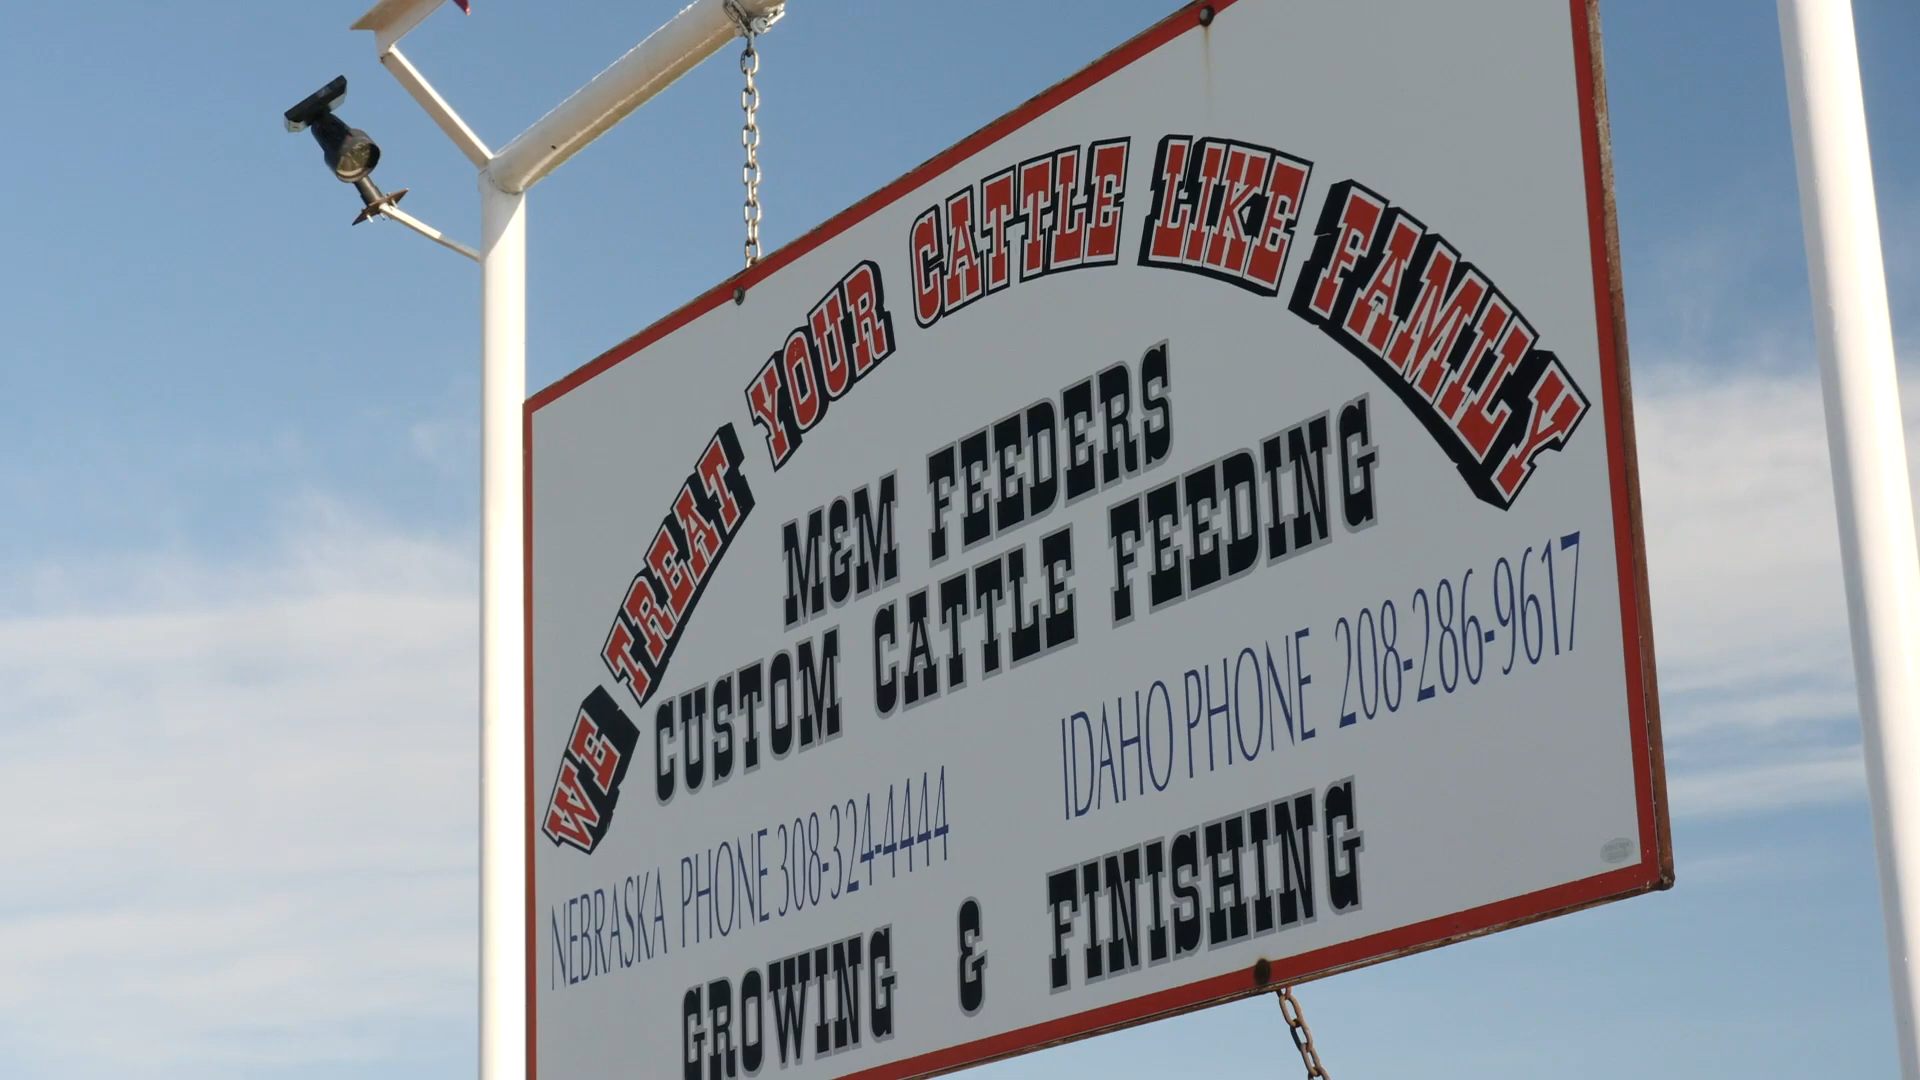 WE TREAT YOUR CATTLE LIKE FAMILY
M&M FEEDERS
CUSTOM CATTLE FEEDING
NEBRASKA PHONE 308-324-4444
IDAHO PHONE 208-286-9617
GROWING & FINISHING